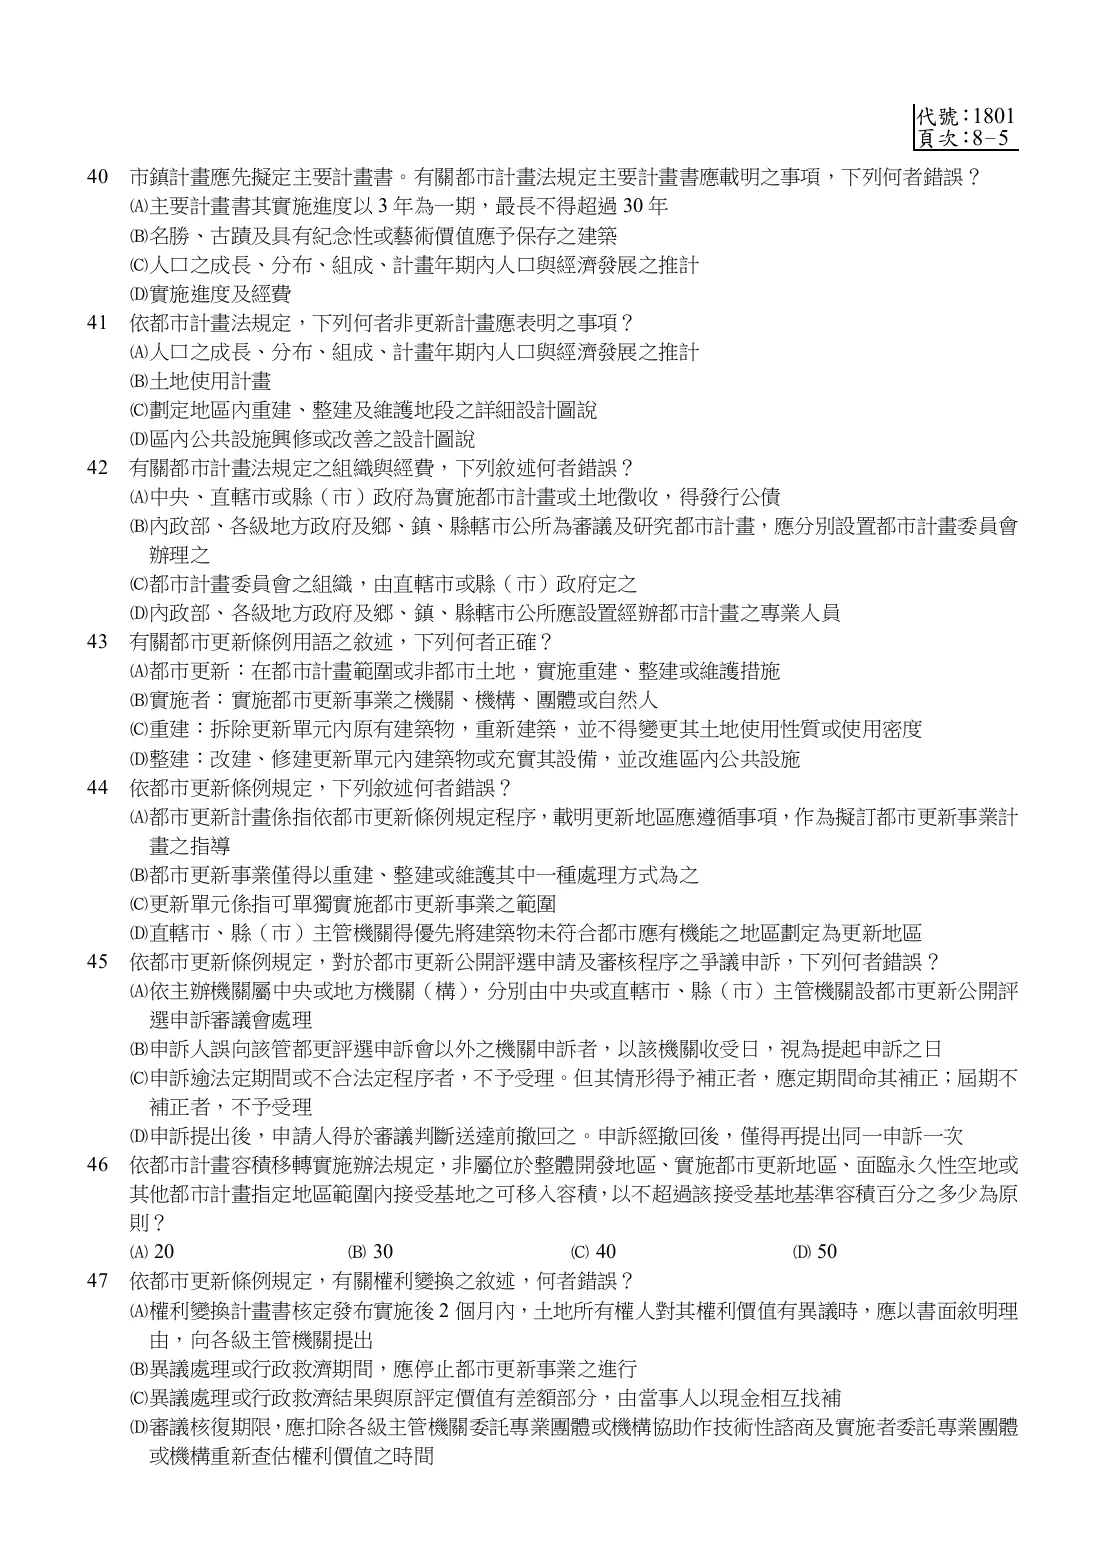 代號：1801
頁次：8－5
40 市鎮計畫應先擬定主要計畫書。有關都市計畫法規定主要計畫書應載明之事項，下列何者錯誤？
(A)主要計畫書其實施進度以 3 年為一期，最長不得超過 30 年
(B)名勝、古蹟及具有紀念性或藝術價值應予保存之建築
(C)人口之成長、分布、組成、計畫年期內人口與經濟發展之推計
(D)實施進度及經費
41 依都市計畫法規定，下列何者非更新計畫應表明之事項？
(A)人口之成長、分布、組成、計畫年期內人口與經濟發展之推計
(B)土地使用計畫
(C)劃定地區內重建、整建及維護地段之詳細設計圖說
(D)區內公共設施興修或改善之設計圖說
42 有關都市計畫法規定之組織與經費，下列敘述何者錯誤？
(A)中央、直轄市或縣（市）政府為實施都市計畫或土地徵收，得發行公債
(B)內政部、各級地方政府及鄉、鎮、縣轄市公所為審議及研究都市計畫，應分別設置都市計畫委員會
辦理之
(C)都市計畫委員會之組織，由直轄市或縣（市）政府定之
(D)內政部、各級地方政府及鄉、鎮、縣轄市公所應設置經辦都市計畫之專業人員
43 有關都市更新條例用語之敘述，下列何者正確？
(A)都市更新：在都市計畫範圍或非都市土地，實施重建、整建或維護措施
(B)實施者：實施都市更新事業之機關、機構、團體或自然人
(C)重建：拆除更新單元內原有建築物，重新建築，並不得變更其土地使用性質或使用密度
(D)整建：改建、修建更新單元內建築物或充實其設備，並改進區內公共設施
44 依都市更新條例規定，下列敘述何者錯誤？
(A)都市更新計畫係指依都市更新條例規定程序，載明更新地區應遵循事項，作為擬訂都市更新事業計
畫之指導
(B)都市更新事業僅得以重建、整建或維護其中一種處理方式為之
(C)更新單元係指可單獨實施都市更新事業之範圍
(D)直轄市、縣（市）主管機關得優先將建築物未符合都市應有機能之地區劃定為更新地區
45 依都市更新條例規定，對於都市更新公開評選申請及審核程序之爭議申訴，下列何者錯誤？
(A)依主辦機關屬中央或地方機關（構），分別由中央或直轄市、縣（市）主管機關設都市更新公開評
選申訴審議會處理
(B)申訴人誤向該管都更評選申訴會以外之機關申訴者，以該機關收受日，視為提起申訴之日
(C)申訴逾法定期間或不合法定程序者，不予受理。但其情形得予補正者，應定期間命其補正；屆期不
補正者，不予受理
(D)申訴提出後，申請人得於審議判斷送達前撤回之。申訴經撤回後，僅得再提出同一申訴一次
46 依都市計畫容積移轉實施辦法規定，非屬位於整體開發地區、實施都市更新地區、面臨永久性空地或
其他都市計畫指定地區範圍內接受基地之可移入容積，以不超過該接受基地基準容積百分之多少為原
則？
(A) 20 (B) 30 (C) 40 (D) 50
47 依都市更新條例規定，有關權利變換之敘述，何者錯誤？
(A)權利變換計畫書核定發布實施後 2 個月內，土地所有權人對其權利價值有異議時，應以書面敘明理
由，向各級主管機關提出
(B)異議處理或行政救濟期間，應停止都市更新事業之進行
(C)異議處理或行政救濟結果與原評定價值有差額部分，由當事人以現金相互找補
(D)審議核復期限，應扣除各級主管機關委託專業團體或機構協助作技術性諮商及實施者委託專業團體
或機構重新查估權利價值之時間